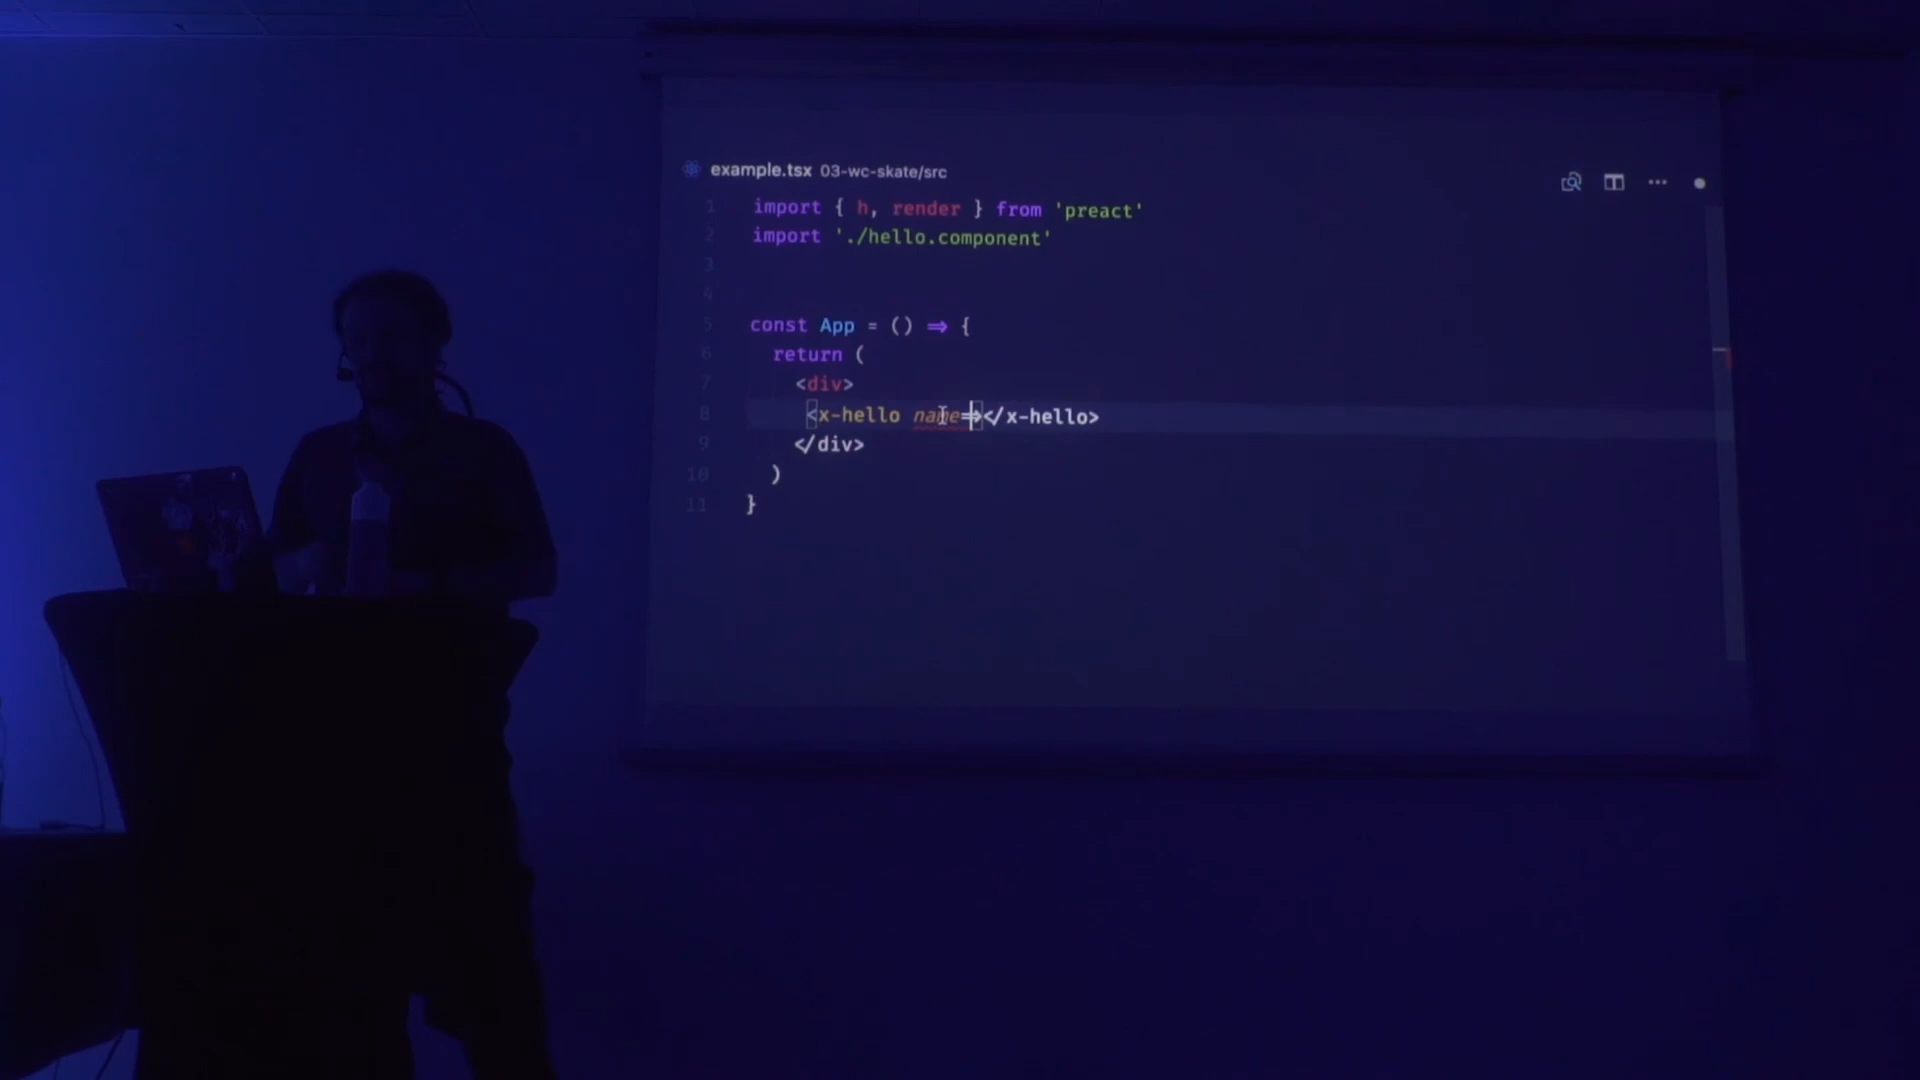 example.tsx 03-wc-skate/src
1 import { h, render } from 'preact'
2 import './hello.component'
3
4
5 const App = () => {
6 return (
7 <div>
8 <x-hello name=></x-hello>
9 </div>
10 )
11 }